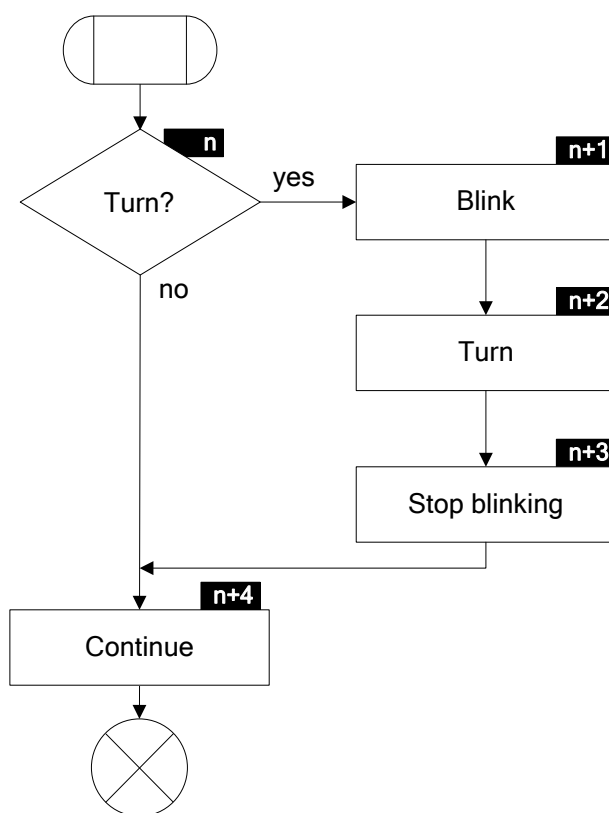 n
Turn?
yes
no
n+1
Blink
n+2
Turn
n+3
Stop blinking
n+4
Continue